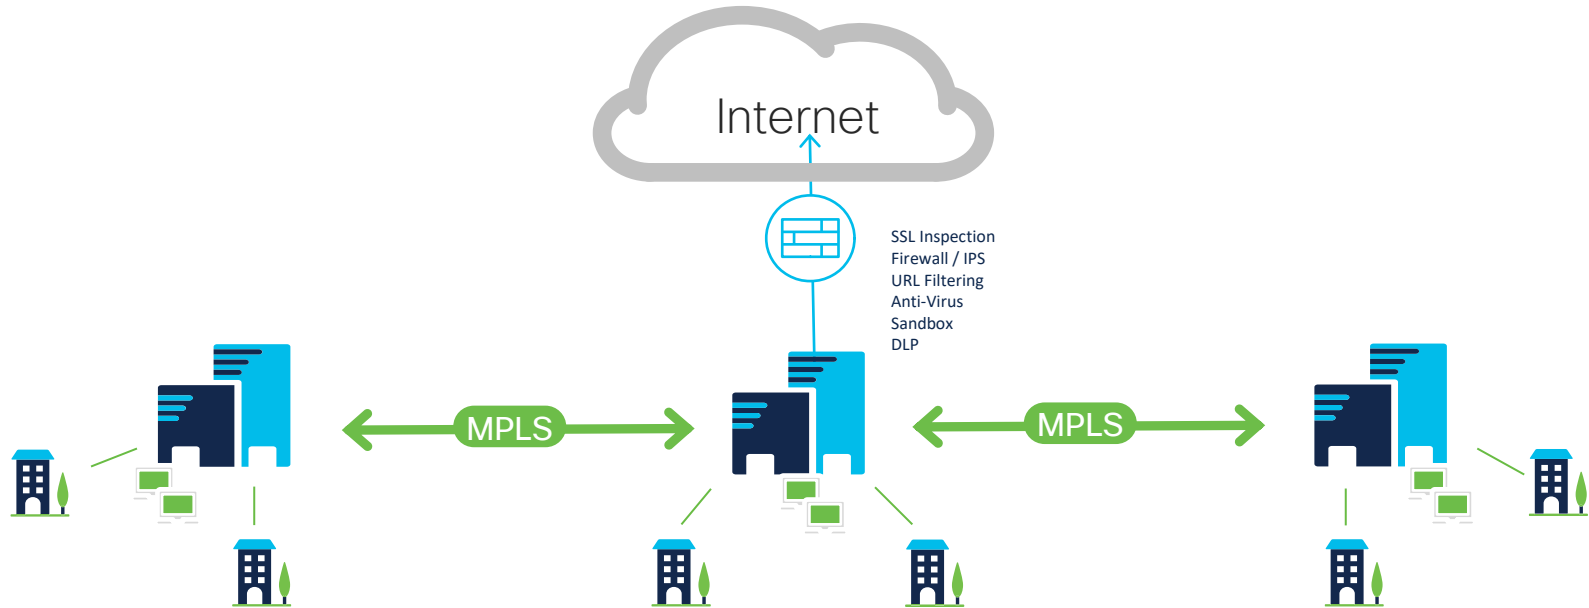 Internet
SSL Inspection
Firewall / IPS
URL Filtering
Anti-Virus
Sandbox
DLP
MPLS
MPLS